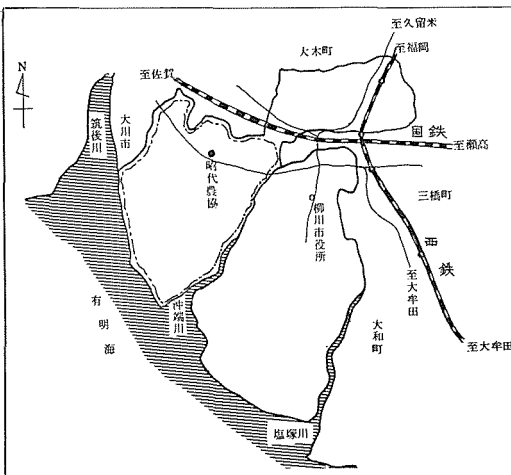 至久留米
大木町
至福岡
N
至佐賀
国鉄
至瀬高
筑後川
大川市
昭代農協
三橋町
柳川市役所
西鉄
至大牟田
沖端川
有明海
大和町
至大牟田
塩塚川